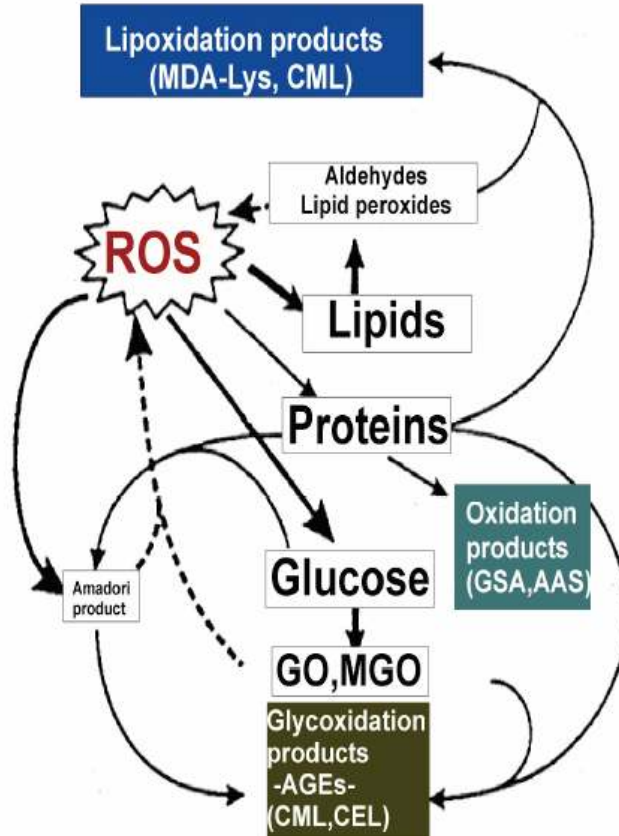 Lipoxidation products
(MDA-Lys, CML)
Aldehydes
Lipid peroxides
ROS
Lipids
Proteins
Oxidation
products
(GSA,AAS)
Glucose
Amadori
product
GO,MGO
Glycoxidation
products
-AGEs-
(CML,CEL)